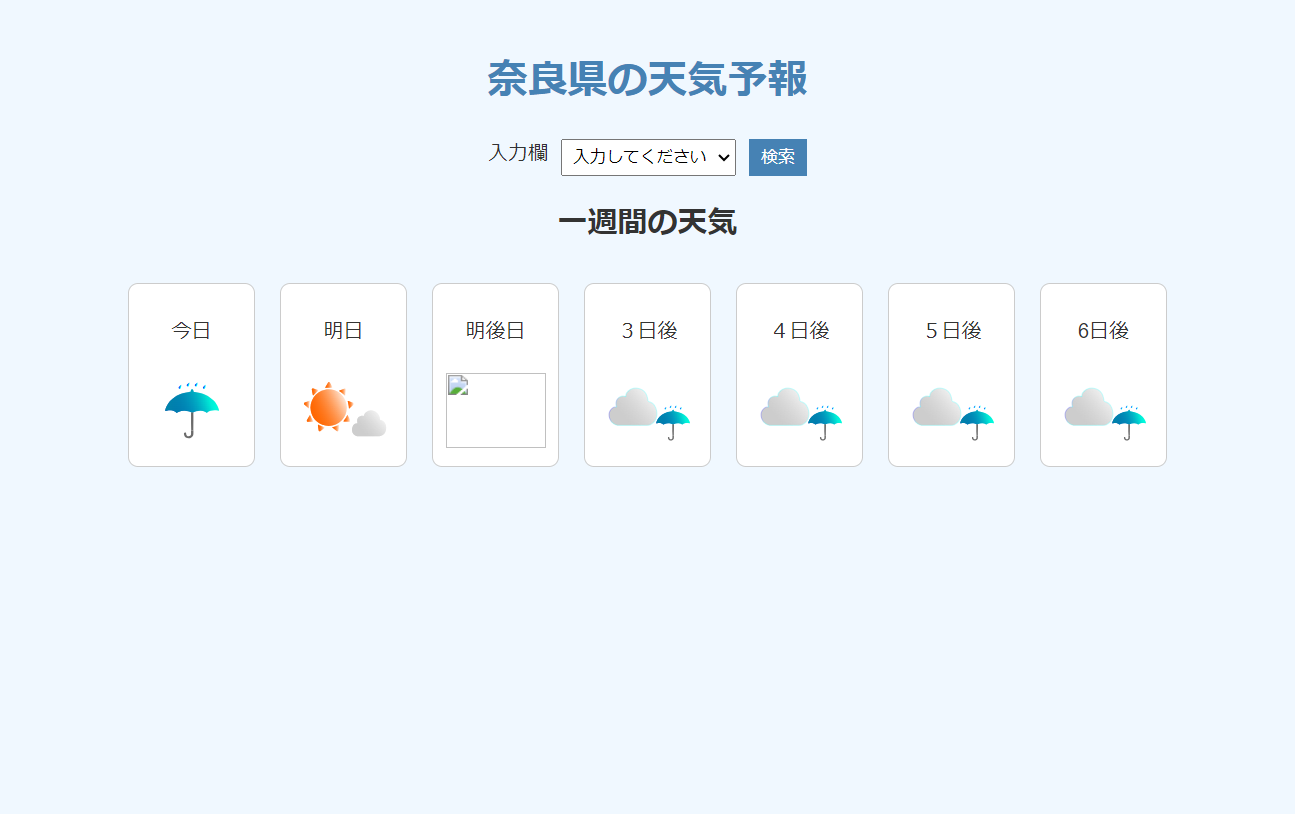 奈良県の天気予報
入力欄 入力してください 検索
一週間の天気
今日 明日 明後日 ３日後 ４日後 ５日後 6日後